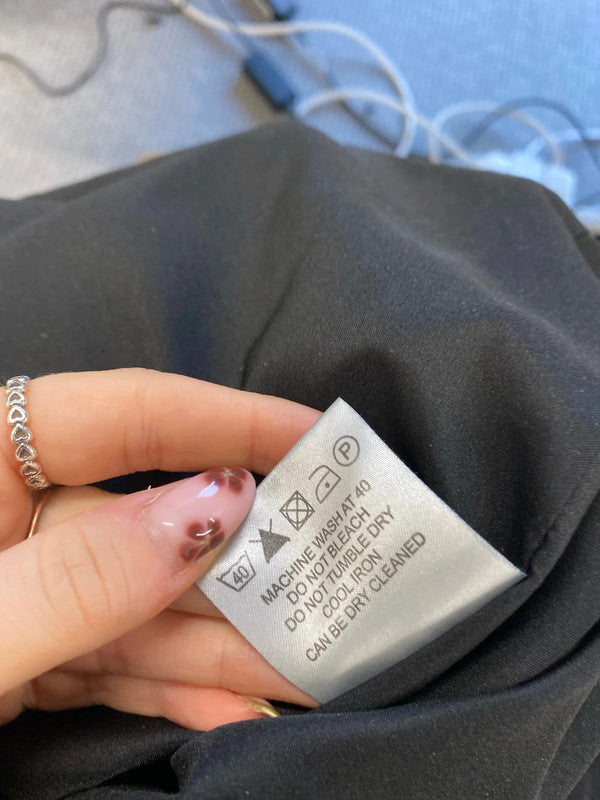 40 P
MACHINE WASH AT 40
DO NOT BLEACH
DO NOT TUMBLE DRY
COOL IRON
CAN BE DRY CLEANED